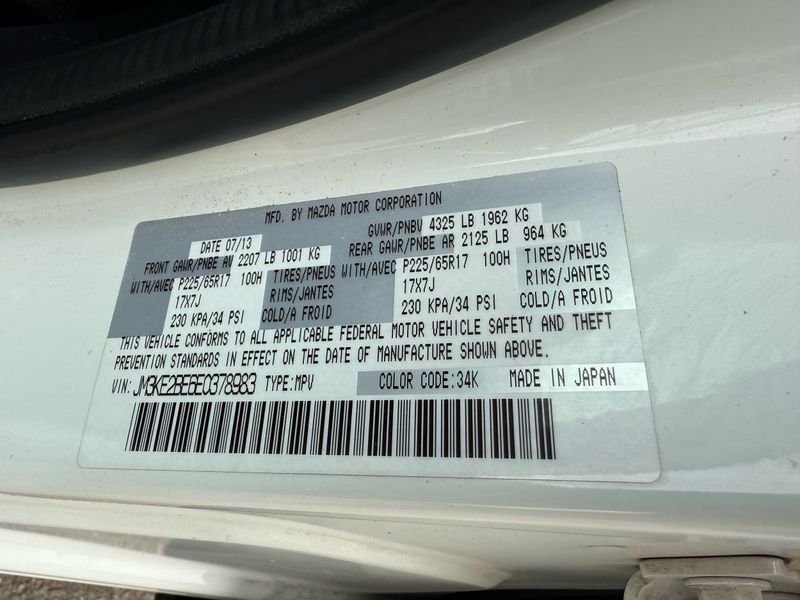 MFD. BY MAZDA MOTOR CORPORATION
DATE 07/13 GVWR/PNBV 4325 LB 1962 KG
FRONT GAWR/PNBE AV 2207 LB 1001 KG REAR GAWR/PNBE AR 2125 LB 964 KG
WITH/AVEC P225/65R17 100H TIRES/PNEUS WITH/AVEC P225/65R17 100H TIRES/PNEUS
17X7J RIMS/JANTES 17X7J RIMS/JANTES
230 KPA/34 PSI COLD/A FROID 230 KPA/34 PSI COLD/A FROID
THIS VEHICLE CONFORMS TO ALL APPLICABLE FEDERAL MOTOR VEHICLE SAFETY AND THEFT
PREVENTION STANDARDS IN EFFECT ON THE DATE OF MANUFACTURE SHOWN ABOVE.
VIN: JM3KE2BE6E0378983 TYPE:MPV COLOR CODE:34K MADE IN JAPAN